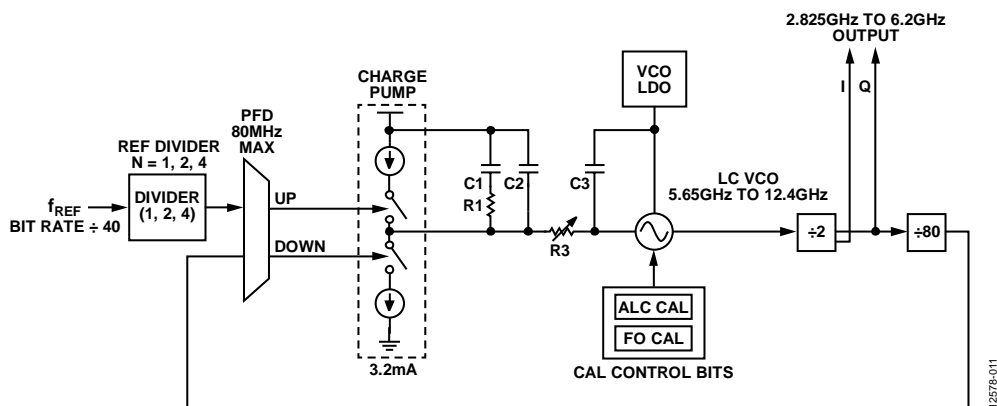 2.825GHz TO 6.2GHz
OUTPUT
I Q
VCO
LDO
CHARGE
PUMP
PFD
80MHz
MAX
REF DIVIDER
N = 1, 2, 4
DIVIDER
(1, 2, 4)
fREF
BIT RATE ÷ 40
UP
DOWN
C1
R1
C2
C3
R3
LC VCO
5.65GHz TO 12.4GHz
÷2
÷80
ALC CAL
FO CAL
CAL CONTROL BITS
3.2mA
12578-011